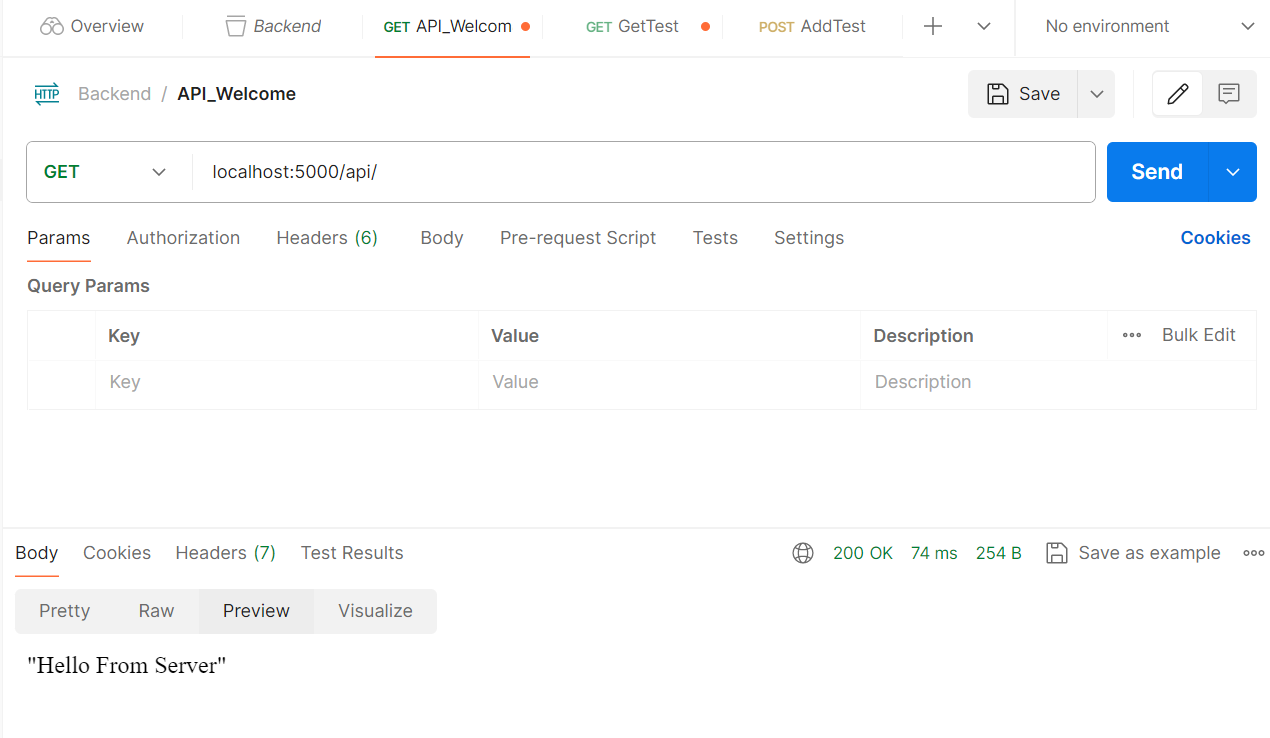 Overview Backend GET API_Welcom GET GetTest POST AddTest No environment
HTTP Backend / API_Welcome Save
GET localhost:5000/api/ Send
Params Authorization Headers (6) Body Pre-request Script Tests Settings Cookies
Query Params
Key Value Description Bulk Edit
Key Value Description
Body Cookies Headers (7) Test Results 200 OK 74 ms 254 B Save as example
Pretty Raw Preview Visualize
"Hello From Server"